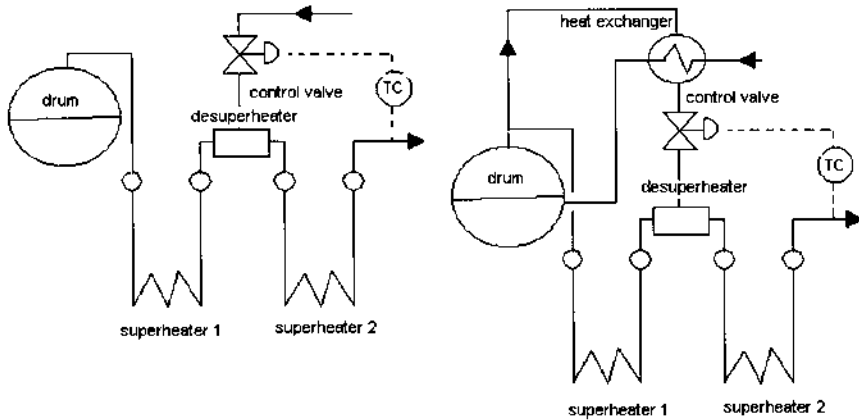 drum
control valve
desuperheater
TC
superheater 1
superheater 2
heat exchanger
control valve
TC
drum
desuperheater
superheater 1
superheater 2